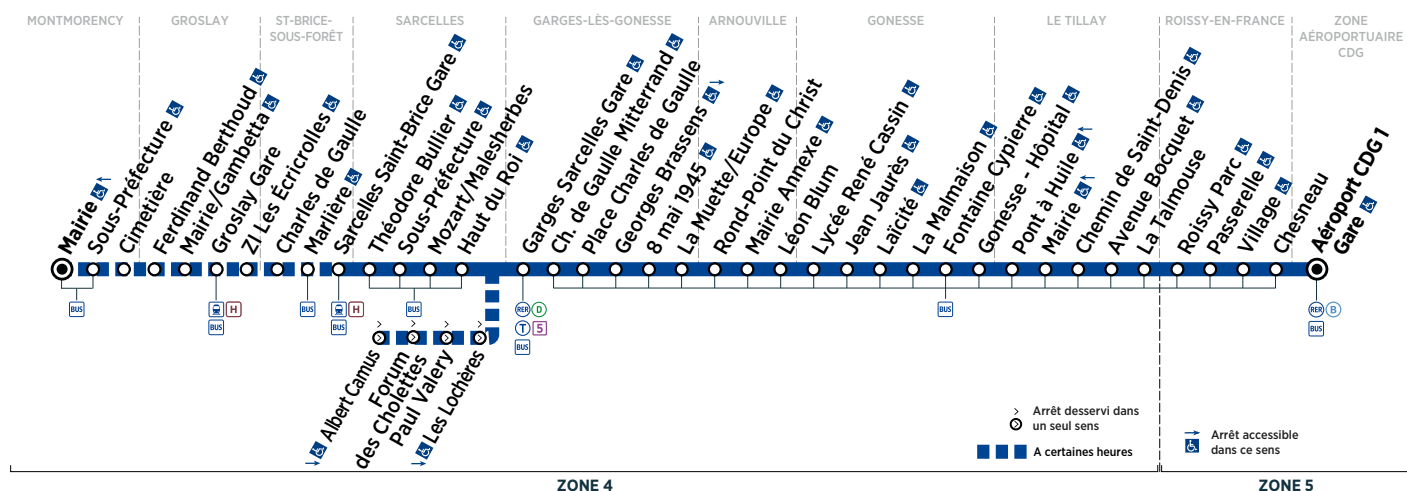 MONTMORENCY
GROSLAY
ST-BRICE-
SOUS-FORÊT
SARCELLES
GARGES-LÈS-GONESSE
ARNOUVILLE
GONESSE
LE TILLAY
ROISSY-EN-FRANCE
ZONE
AÉROPORTUAIRE
CDG
Mairie
Sous-Préfecture
Cimetière
Ferdinand Berthoud
Mairie/Gambetta
Groslay Gare
ZI Les Écricrolles
Charles de Gaulle
Marlière
Sarcelles Saint-Brice Gare
Théodore Bullier
Sous-Préfecture
Mozart/Malesherbes
Haut du Roi
Garges Sarcelles Gare
Ch. de Gaulle Mitterrand
Place Charles de Gaulle
Georges Brassens
8 mai 1945
La Muette/Europe
Rond-Point du Christ
Mairie Annexe
Léon Blum
Lycée René Cassin
Jean Jaurès
Laïcité
La Malmaison
Fontaine Cypierre
Gonesse - Hôpital
Pont à Huile
Mairie
Chemin de Saint-Denis
Avenue Bocquet
La Talmouse
Roissy Parc
Passerelle
Village
Chesneau
Aéroport CDG 1
Gare
BUS
H
BUS
BUS
H
BUS
BUS
RER D
T 5
BUS
BUS
RER B
BUS
Albert Camus
Forum
des Cholettes
Paul Valery
Les Lochères
Arrêt desservi dans
un seul sens
A certaines heures
Arrêt accessible
dans ce sens
ZONE 4
ZONE 5